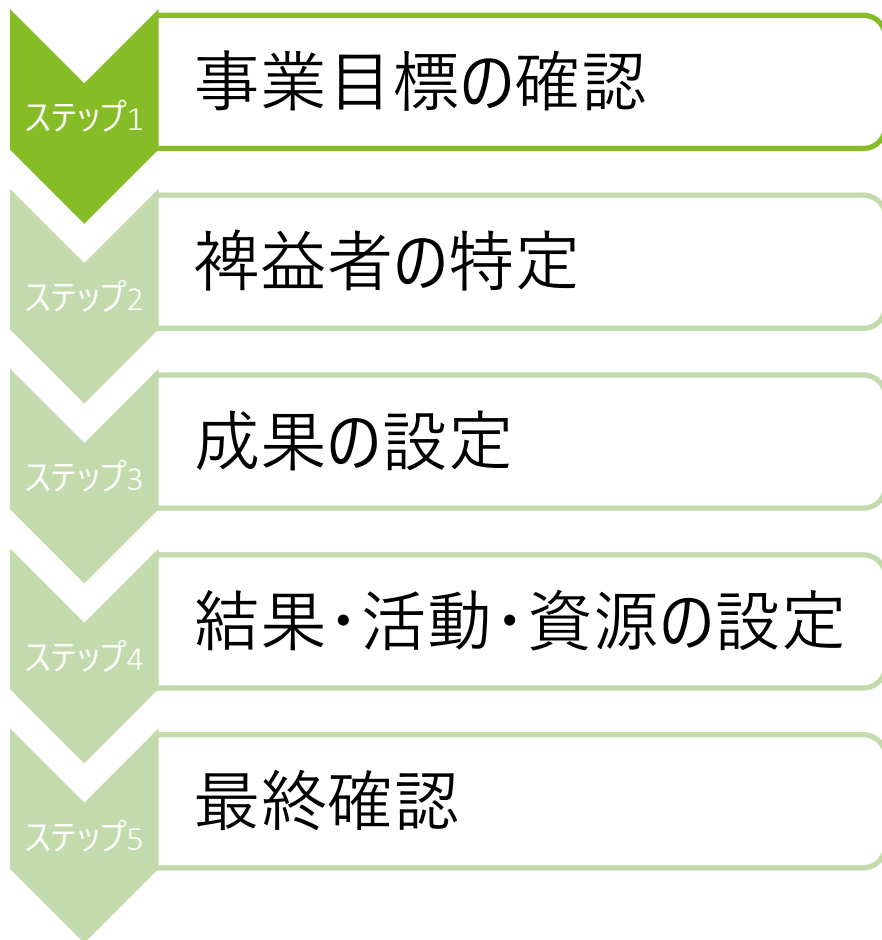 ステップ1
事業目標の確認
ステップ2
裨益者の特定
ステップ3
成果の設定
ステップ4
結果・活動・資源の設定
ステップ5
最終確認